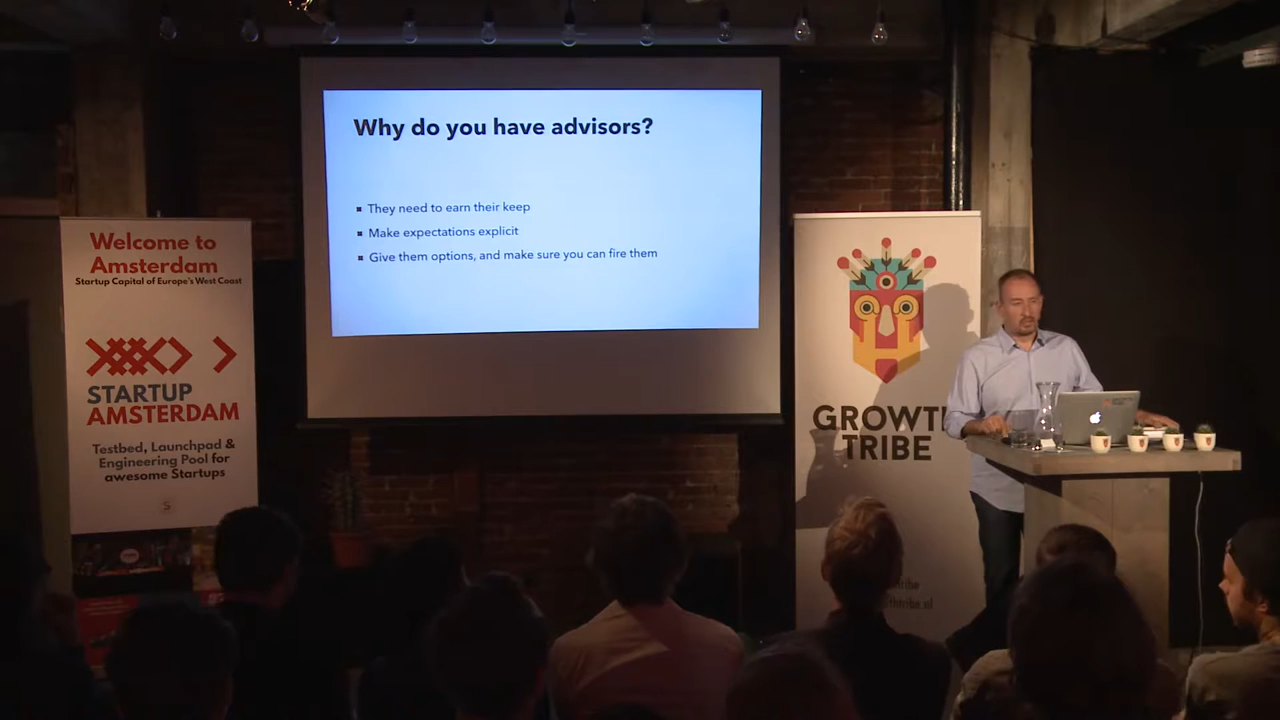 Why do you have advisors?
They need to earn their keep
Make expectations explicit
Give them options, and make sure you can fire them
Welcome to
Amsterdam
Startup Capital of Europe's West Coast
STARTUP
AMSTERDAM
Testbed, Launchpad &
Engineering Pool for
awesome Startups
S
GROWTH
TRIBE